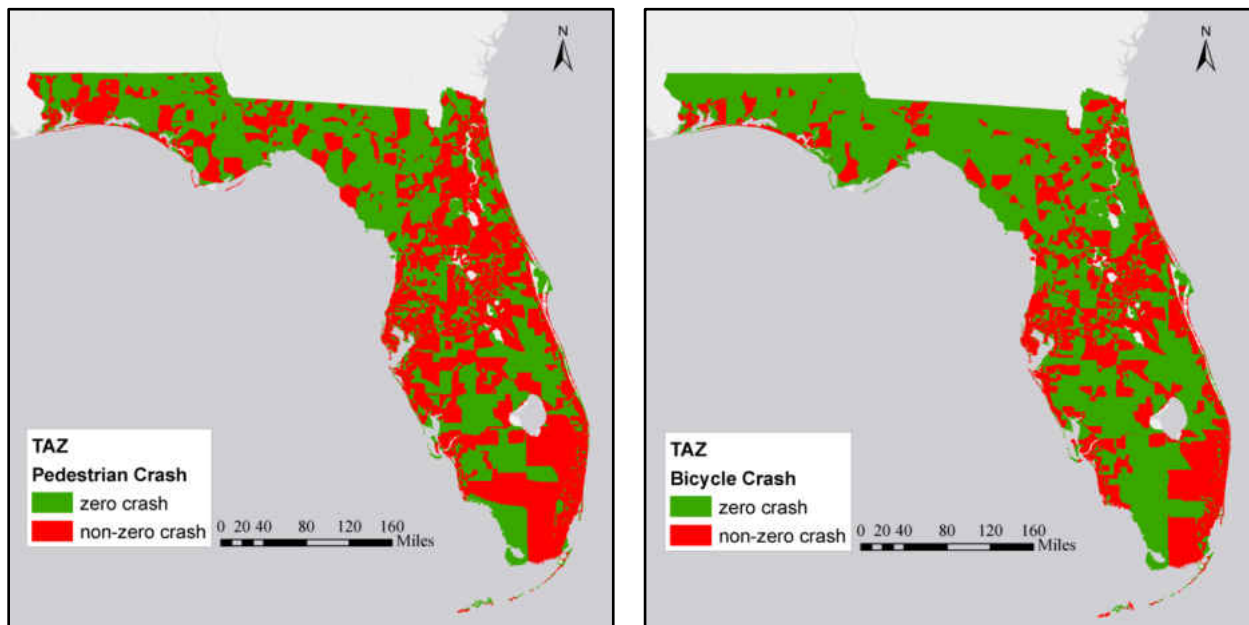 N
TAZ
Pedestrian Crash
zero crash
non-zero crash
0 20 40 80 120 160
Miles
N
TAZ
Bicycle Crash
zero crash
non-zero crash
0 20 40 80 120 160
Miles